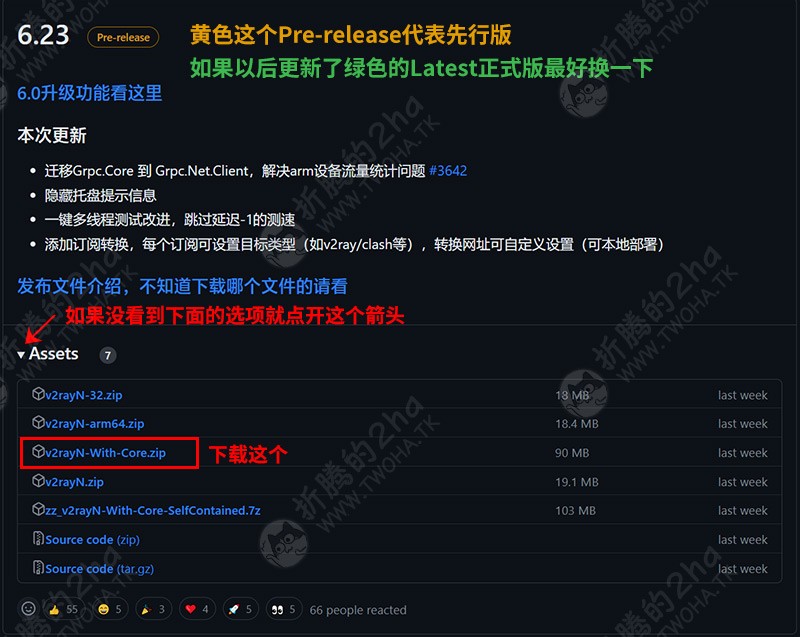 6.23 Pre-release 黄色这个Pre-release代表先行版
如果以后更新了绿色的Latest正式版最好换一下
6.0升级功能看这里
本次更新
迁移Grpc.Core 到 Grpc.Net.Client，解决arm设备流量统计问题 #3642
隐藏托盘提示信息
一键多线程测试改进，跳过延迟-1的测速
添加订阅转换，每个订阅可设置目标类型（如v2ray/clash等），转换网址可自定义设置（可本地部署）
发布文件介绍，不知道下载哪个文件的请看
如果没看到下面的选项就点开这个箭头
Assets 7
v2rayN-32.zip 18 MB last week
v2rayN-arm64.zip 18.4 MB last week
v2rayN-With-Core.zip 下载这个 90 MB last week
v2rayN.zip 19.1 MB last week
zz_v2rayN-With-Core-SelfContained.7z 103 MB last week
Source code (zip) last week
Source code (tar.gz) last week
55 5 3 4 5 5 66 people reacted
折腾的2ha
WWW.TWOHA.TK